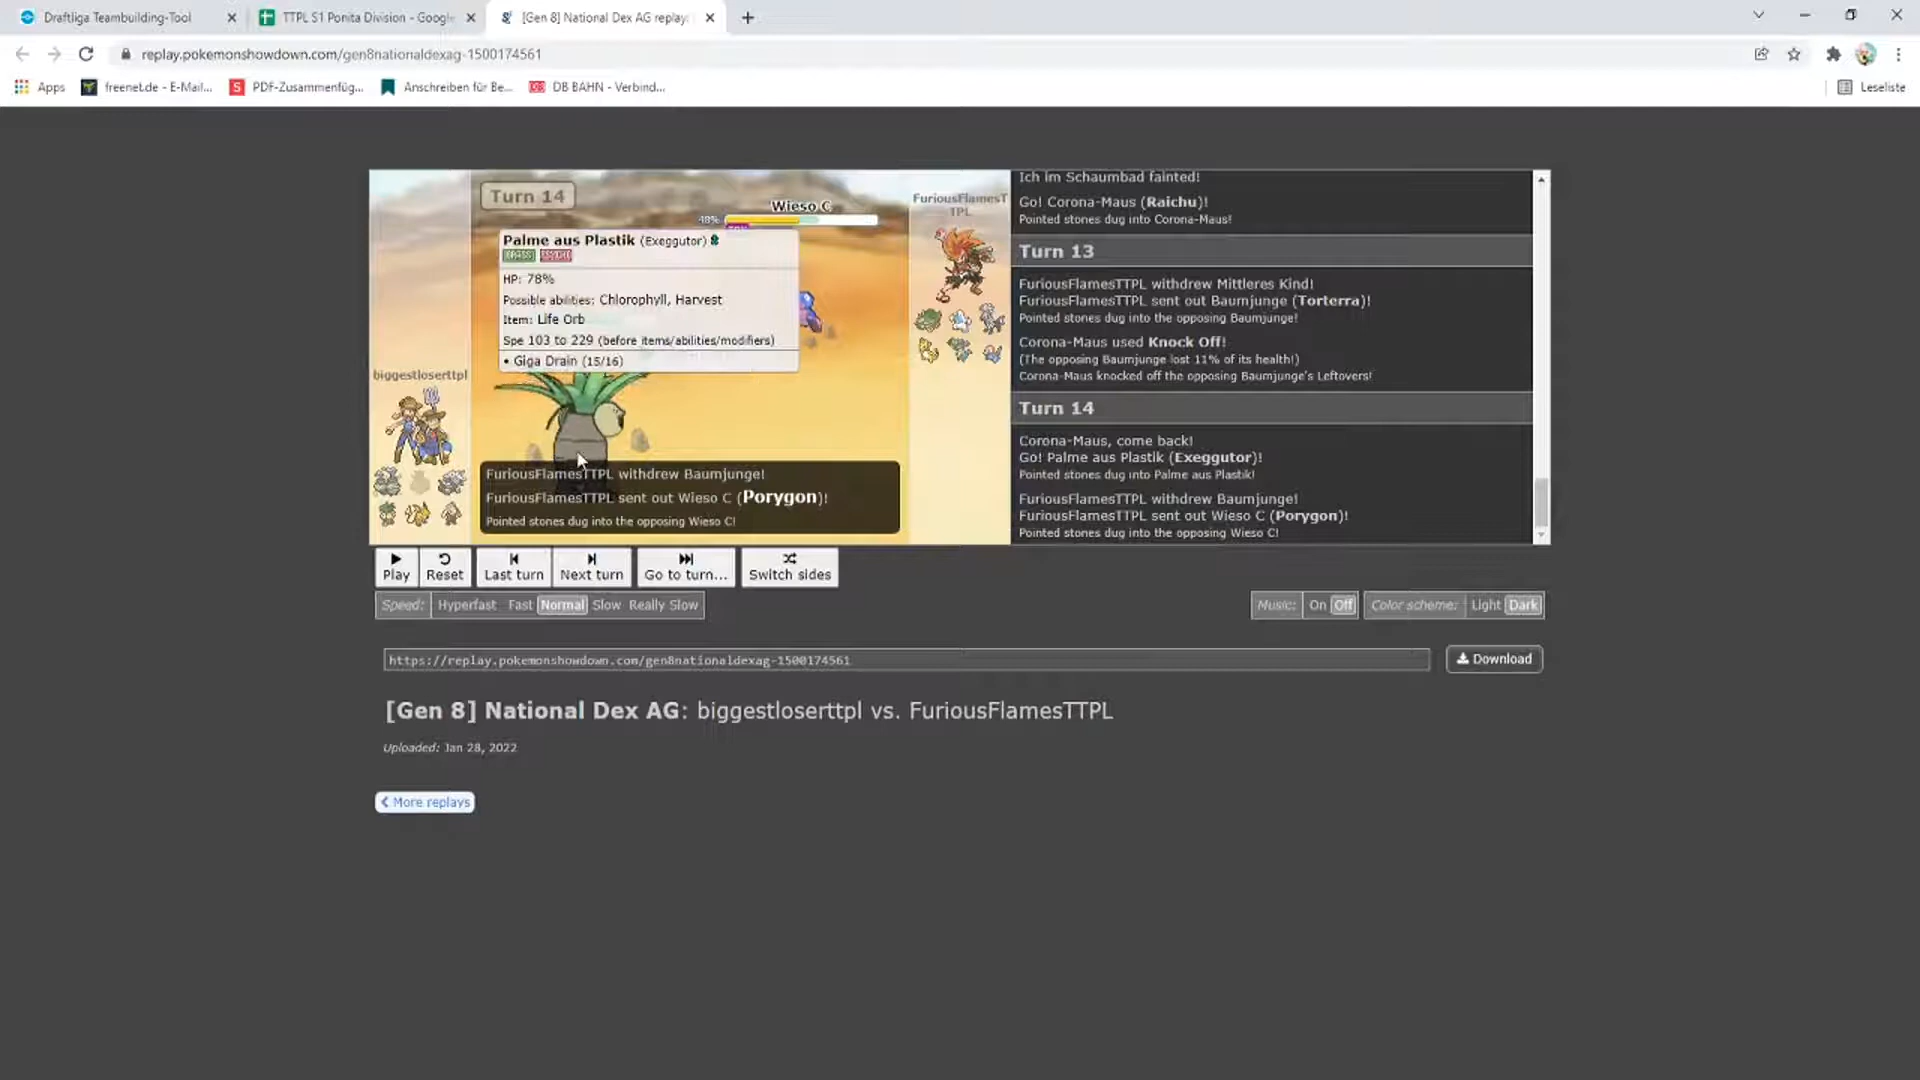 Draftliga Teambuilding-Tool
TTPL S1 Ponita Division - Google
[Gen 8] National Dex AG replay:
replay.pokemonshowdown.com/gen8nationaldexag-1500174561
Apps
freenet.de - E-Mail...
PDF-Zusammenfüg...
Anschreiben für Be...
DB BAHN - Verbind...
Leseliste
Turn 14
Wieso C
48%
Palme aus Plastik (Exeggutor)
GRASS PSYCHC
HP: 78%
Possible abilities: Chlorophyll, Harvest
Item: Life Orb
Spe 103 to 229 (before items/abilities/modifiers)
• Giga Drain (15/16)
biggestloserttpl
FuriousFlamesT
TPL
FuriousFlamesTTPL withdrew Baumjunge!
FuriousFlamesTTPL sent out Wieso C (Porygon)!
Pointed stones dug into the opposing Wieso C!
Ich im Schaumbad fainted!
Go! Corona-Maus (Raichu)!
Pointed stones dug into Corona-Maus!
Turn 13
FuriousFlamesTTPL withdrew Mittleres Kind!
FuriousFlamesTTPL sent out Baumjunge (Torterra)!
Pointed stones dug into the opposing Baumjunge!
Corona-Maus used Knock Off!
(The opposing Baumjunge lost 11% of its health!)
Corona-Maus knocked off the opposing Baumjunge's Leftovers!
Turn 14
Corona-Maus, come back!
Go! Palme aus Plastik (Exeggutor)!
Pointed stones dug into Palme aus Plastik!
FuriousFlamesTTPL withdrew Baumjunge!
FuriousFlamesTTPL sent out Wieso C (Porygon)!
Pointed stones dug into the opposing Wieso C!
Play
Reset
Last turn
Next turn
Go to turn...
Switch sides
Speed: Hyperfast Fast Normal Slow Really Slow
Music: On Off
Color scheme: Light Dark
https://replay.pokemonshowdown.com/gen8nationaldexag-1500174561
Download
[Gen 8] National Dex AG: biggestloserttpl vs. FuriousFlamesTTPL
Uploaded: Jan 28, 2022
More replays